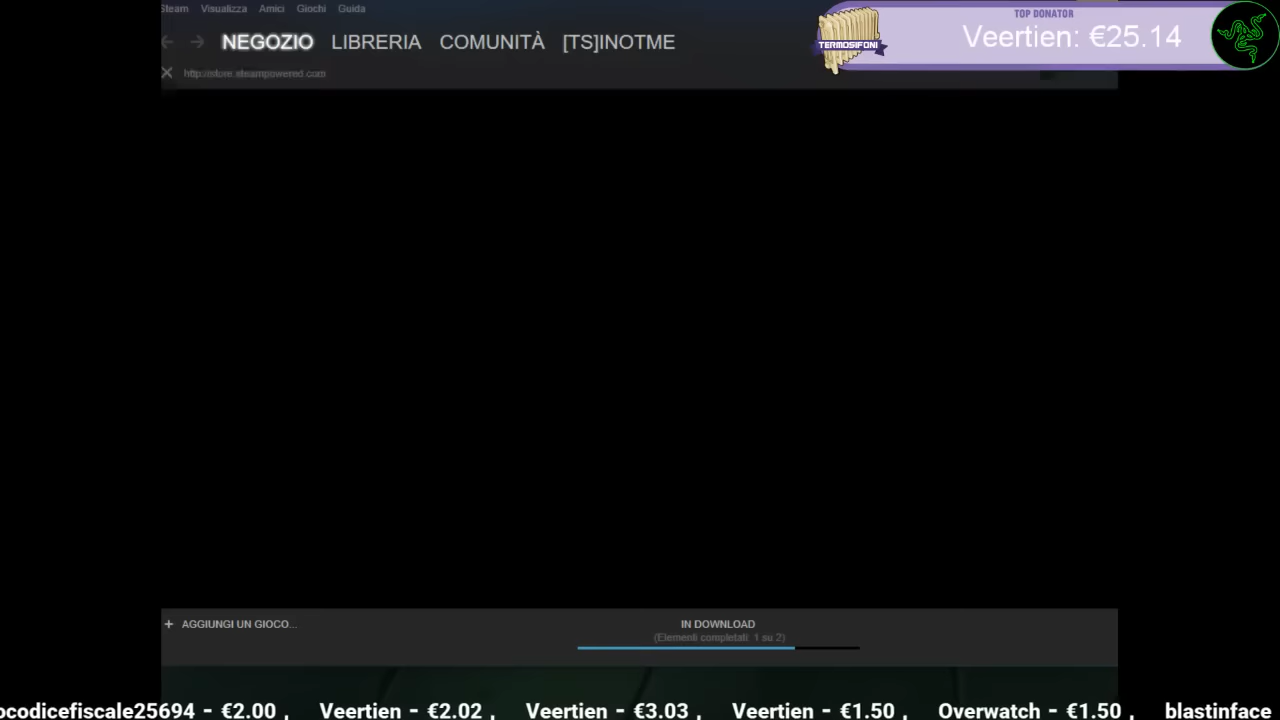 Steam Visualizza Amici Giochi Guida
TOP DONATOR
Veertien: €25.14
TERMOSIFONI
NEGOZIO LIBRERIA COMUNITÀ [TS]INOTME
http://store.steampowered.com
+ AGGIUNGI UN GIOCO...
IN DOWNLOAD
(Elementi completati: 1 su 2)
ocodicefiscale25694 - €2.00 , Veertien - €2.02 , Veertien - €3.03 , Veertien - €1.50 , Overwatch - €1.50 , blastinface